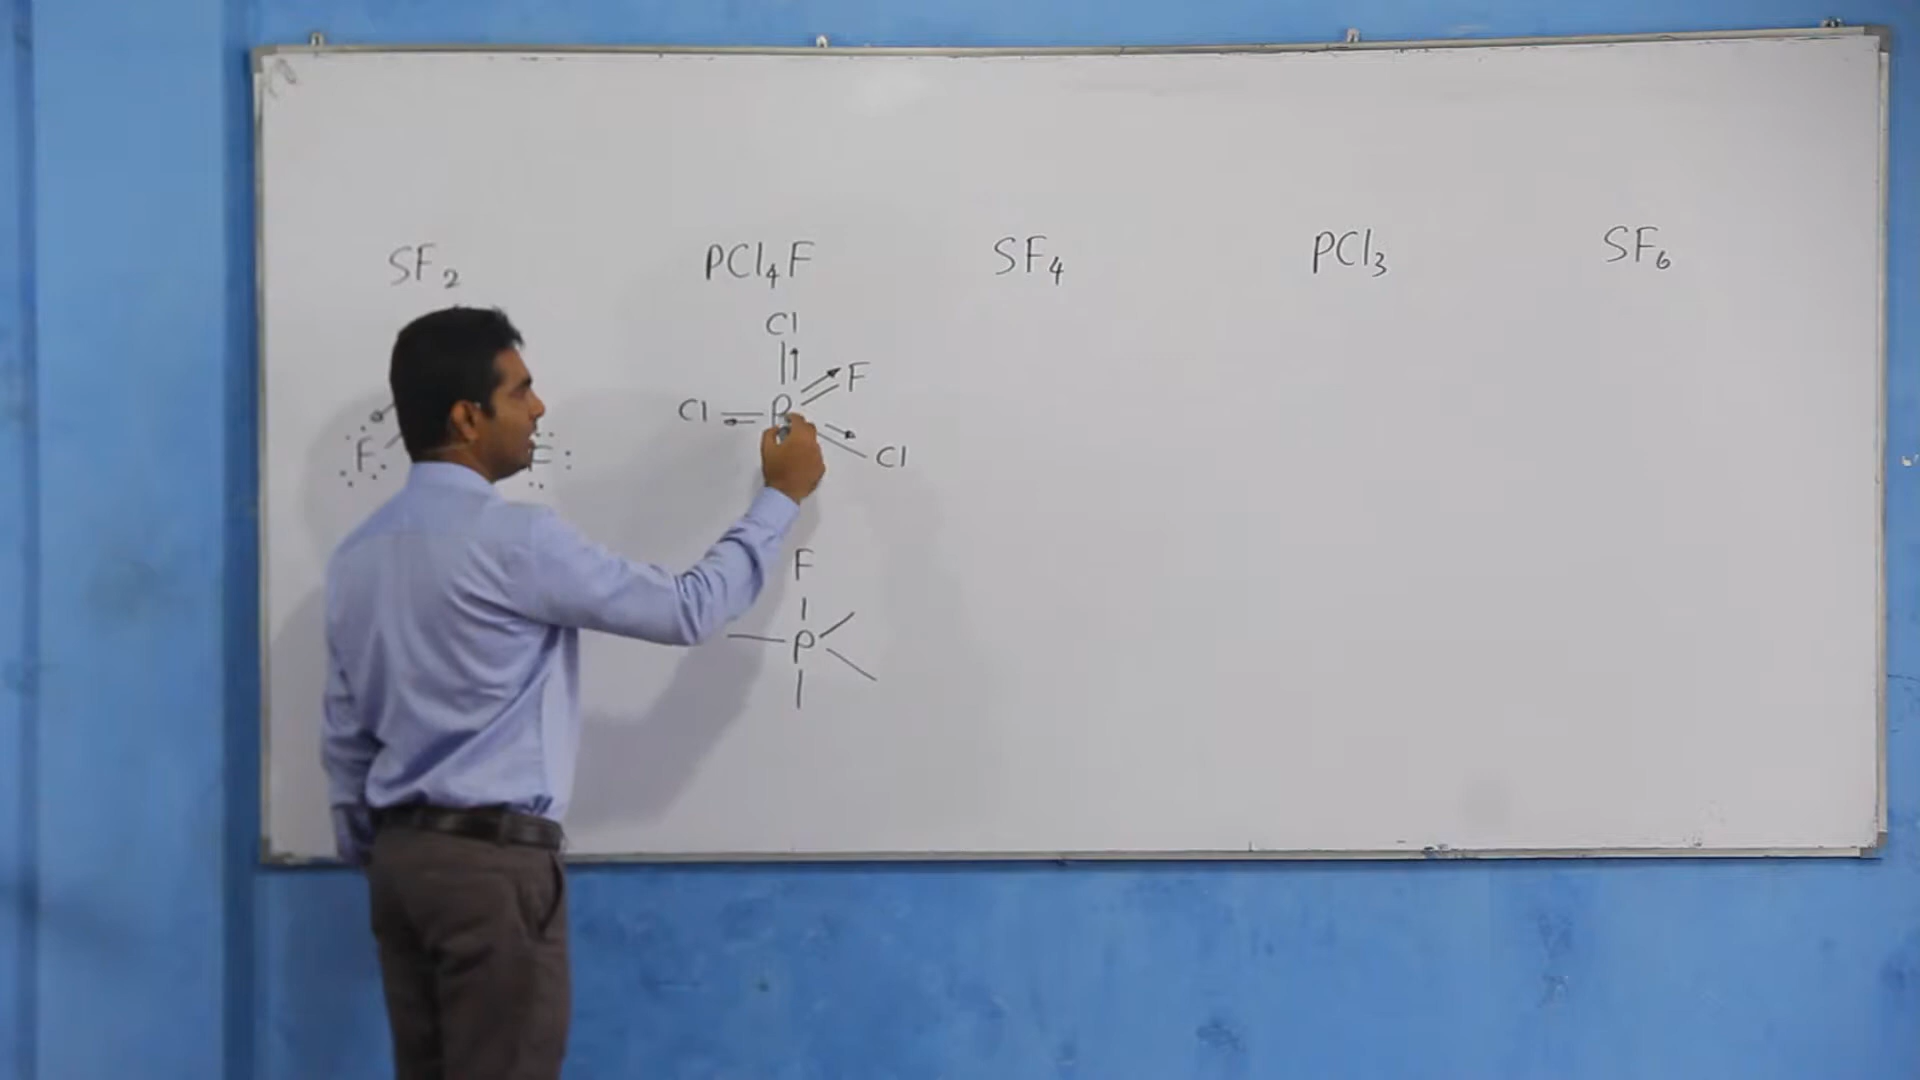 SF₂ PCl₄F SF₄ PCl₃ SF₆
Cl
F
Cl P
Cl
F F
F
P